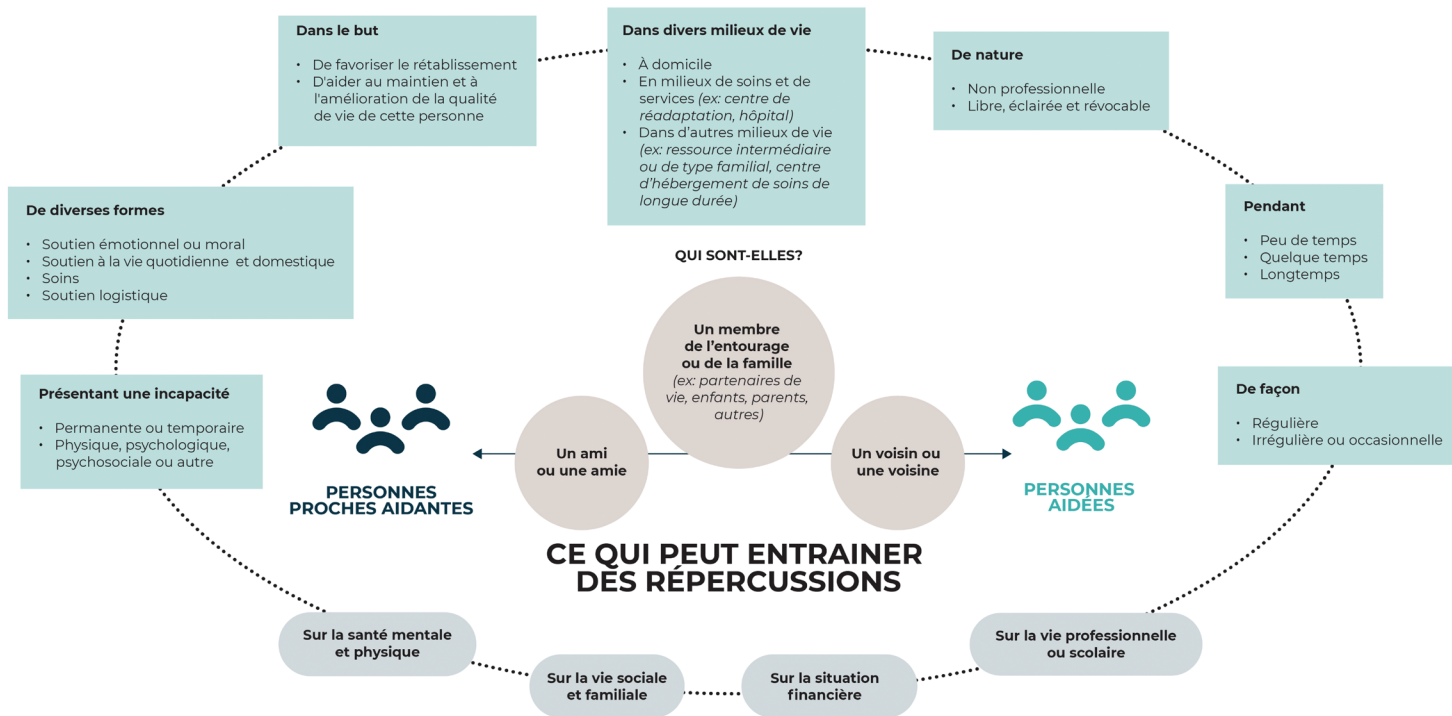 Dans le but
• De favoriser le rétablissement
• D'aider au maintien et à
l'amélioration de la qualité
de vie de cette personne
Dans divers milieux de vie
• À domicile
• En milieux de soins et de
services (ex: centre de
réadaptation, hôpital)
• Dans d’autres milieux de vie
(ex: ressource intermédiaire
ou de type familial, centre
d’hébergement de soins de
longue durée)
De nature
• Non professionnelle
• Libre, éclairée et révocable
De diverses formes
• Soutien émotionnel ou moral
• Soutien à la vie quotidienne et domestique
• Soins
• Soutien logistique
Pendant
• Peu de temps
• Quelque temps
• Longtemps
QUI SONT-ELLES?
Un membre
de l’entourage
ou de la famille
(ex: partenaires de
vie, enfants, parents,
autres)
Présentant une incapacité
• Permanente ou temporaire
• Physique, psychologique,
psychosociale ou autre
De façon
• Régulière
• Irrégulière ou occasionnelle
Un ami
ou une amie
Un voisin ou
une voisine
PERSONNES
PROCHES AIDANTES
PERSONNES
AIDÉES
CE QUI PEUT ENTRAINER
DES RÉPERCUSSIONS
Sur la santé mentale
et physique
Sur la vie sociale
et familiale
Sur la situation
financière
Sur la vie professionnelle
ou scolaire